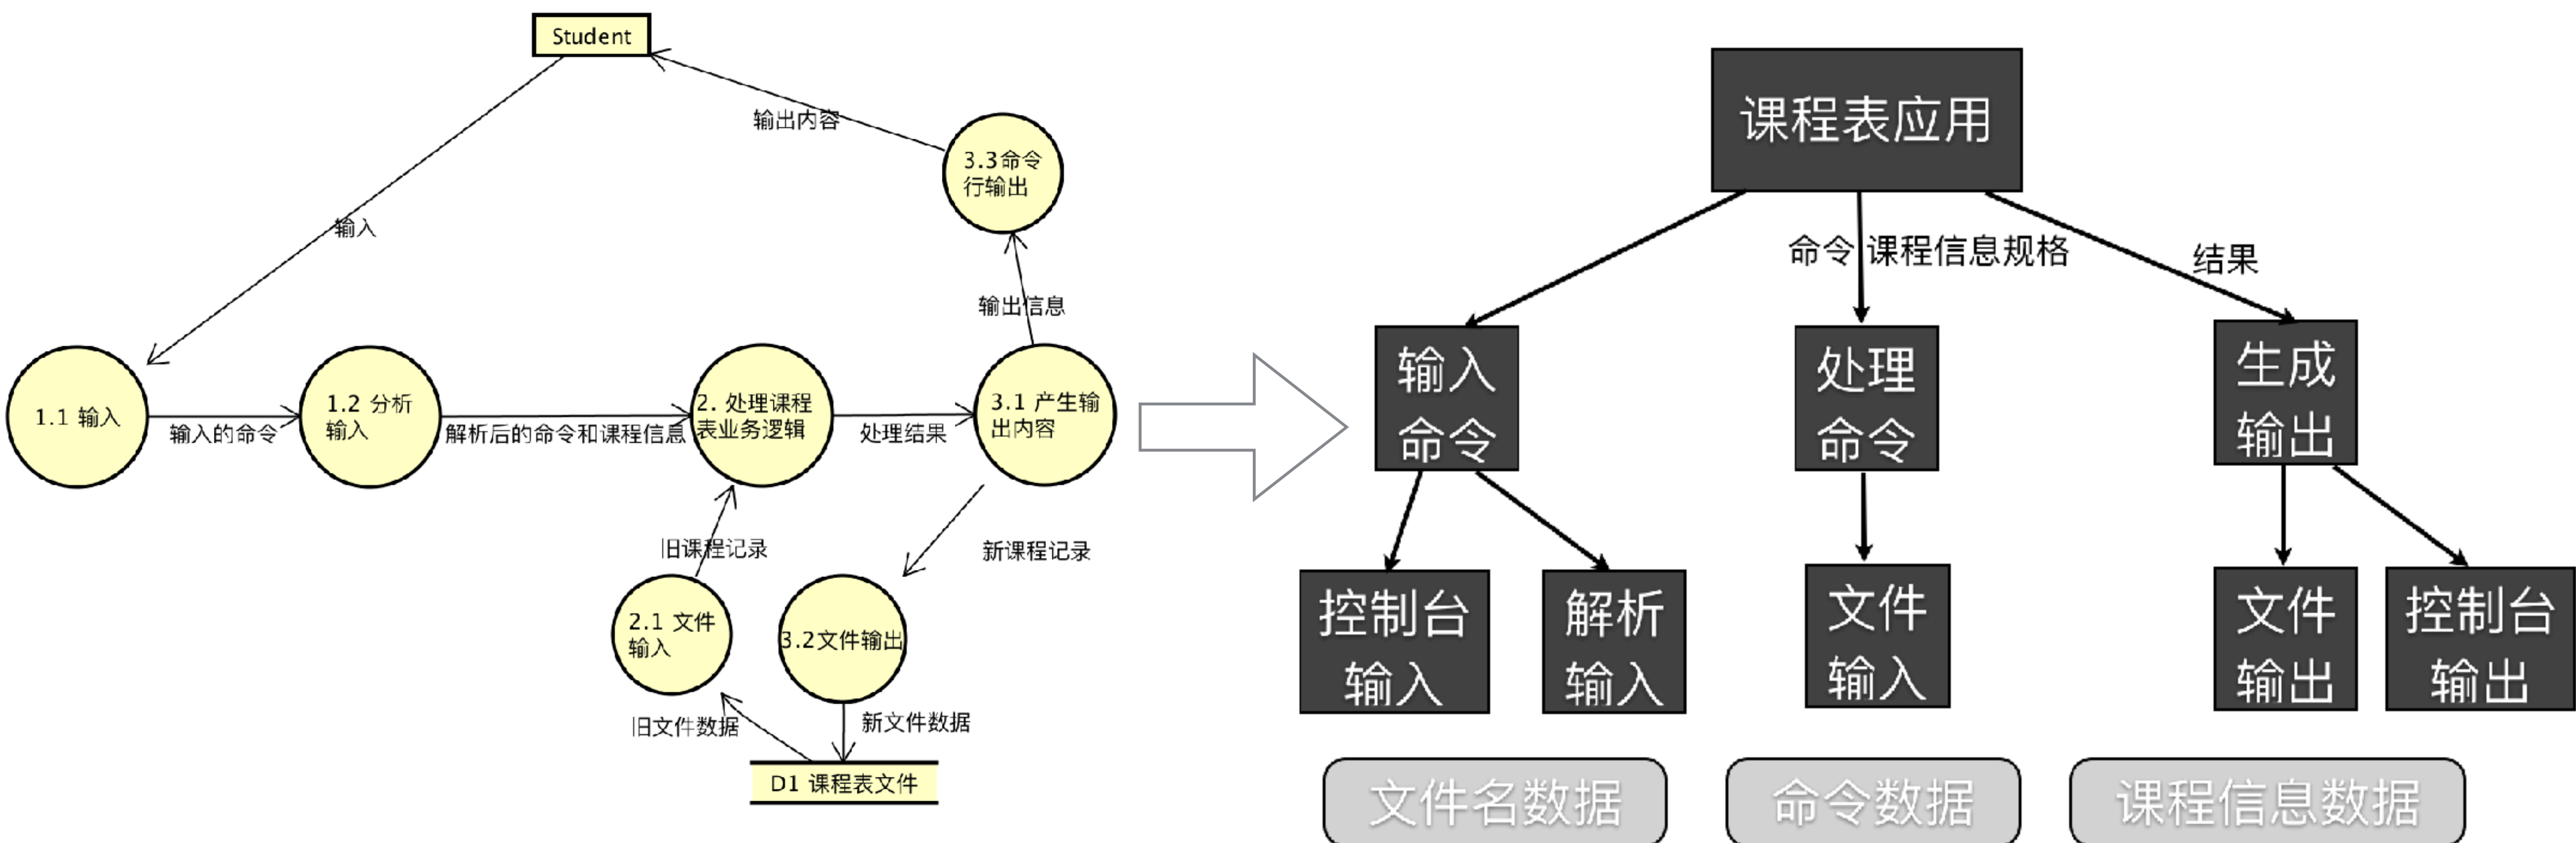 Student
输出内容
3.3命令
行输出
输入
输出信息
1.1 输入
输入的命令
1.2 分析
输入
解析后的命令和课程信息
2. 处理课程
表业务逻辑
处理结果
3.1 产生输
出内容
旧课程记录
新课程记录
2.1 文件
输入
3.2文件输出
旧文件数据
新文件数据
D1 课程表文件
课程表应用
命令
课程信息规格
结果
输入
命令
处理
命令
生成
输出
控制台
输入
解析
输入
文件
输入
文件
输出
控制台
输出
文件名数据
命令数据
课程信息数据